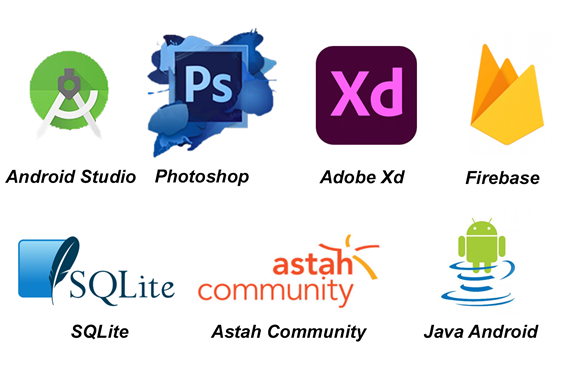 Ps
Xd
Android Studio
Photoshop
Adobe Xd
Firebase
SQLite
astah
community
SQLite
Astah Community
Java Android